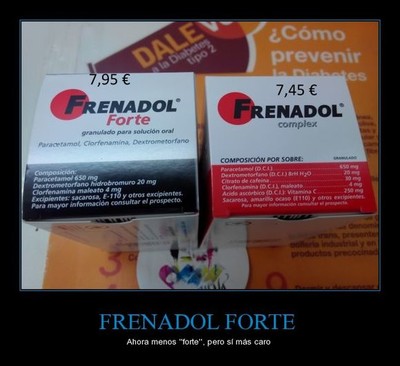 DALE
a la Diabetes
tipo 2
¿Cómo
prevenir
la Diabetes
7,95 €
FRENADOL®
Forte
granulado para solución oral
Paracetamol, Clorfenamina, Dextrometorfano
Composición:
Paracetamol 650 mg
Dextrometorfano hidrobromuro 20 mg
Clorfenamina maleato 4 mg
Excipientes: sacarosa, E-110 y otros excipientes.
Para mayor información consultar el prospecto.
7,45 €
FRENADOL®
complex
COMPOSICIÓN POR SOBRE: GRANULADO
Paracetamol (D.C.I.) 650 mg
Dextrometorfano (D.C.I.) BrH H₂O 20 mg
Citrato de cafeína 30 mg
Clorfenamina (D.C.I.), maleato 4 mg
Ácido ascórbico (D.C.I.): Vitamina C 250 mg
Sacarosa, amarillo ocaso (E110) y otros excipientes.
Para mayor información consultar el prospecto.
FRENADOL FORTE
Ahora menos "forte", pero sí más caro